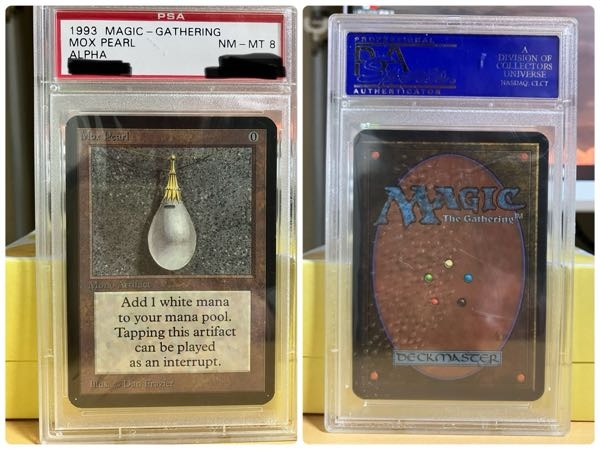 PSA
1993 MAGIC - GATHERING
MOX PEARL NM - MT 8
ALPHA
Mox Pearl 0
Mono Artifact
Add 1 white mana
to your mana pool.
Tapping this artifact
can be played
as an interrupt.
Illus. © Dan Frazier
PROFESSIONAL
PSA
AUTHENTICATOR
A
DIVISION OF
COLLECTORS
UNIVERSE
NASDAQ: CLCT
MAGIC
The Gathering
DECKMASTER